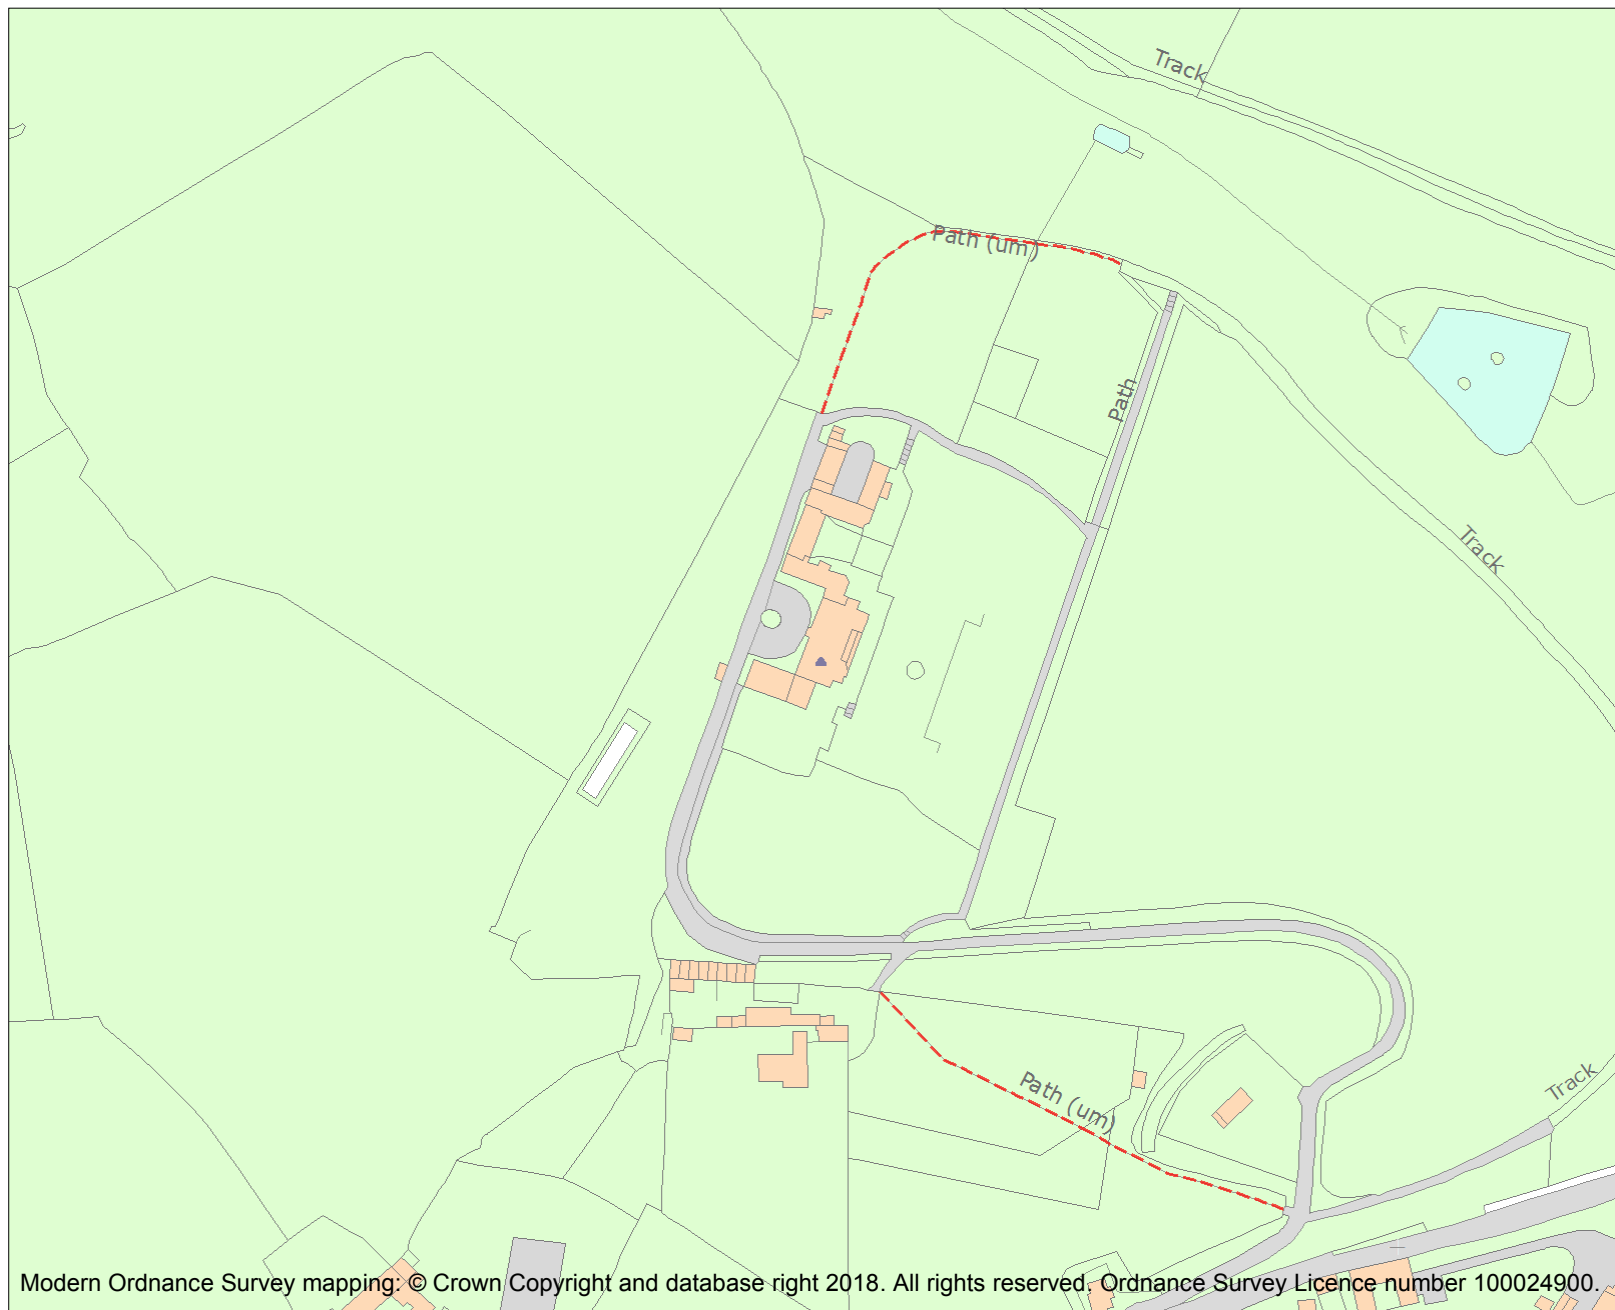 Track
Path (um)
Path
Track
Path (um)
Track
Modern Ordnance Survey mapping: © Crown Copyright and database right 2018. All rights reserved. Ordnance Survey Licence number 100024900.